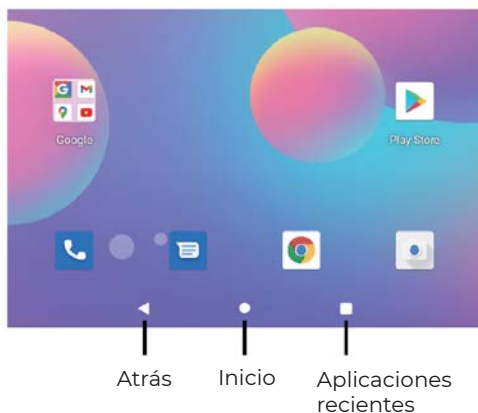 Google
Play Store
Atrás
Inicio
Aplicaciones
recientes